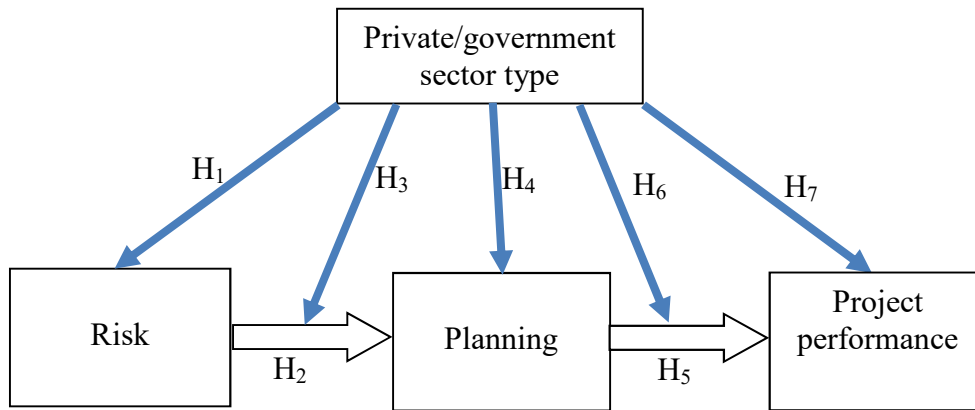 Private/government
sector type
H₁
H₃
H₄
H₆
H₇
Risk
Planning
Project
performance
H₂
H₅